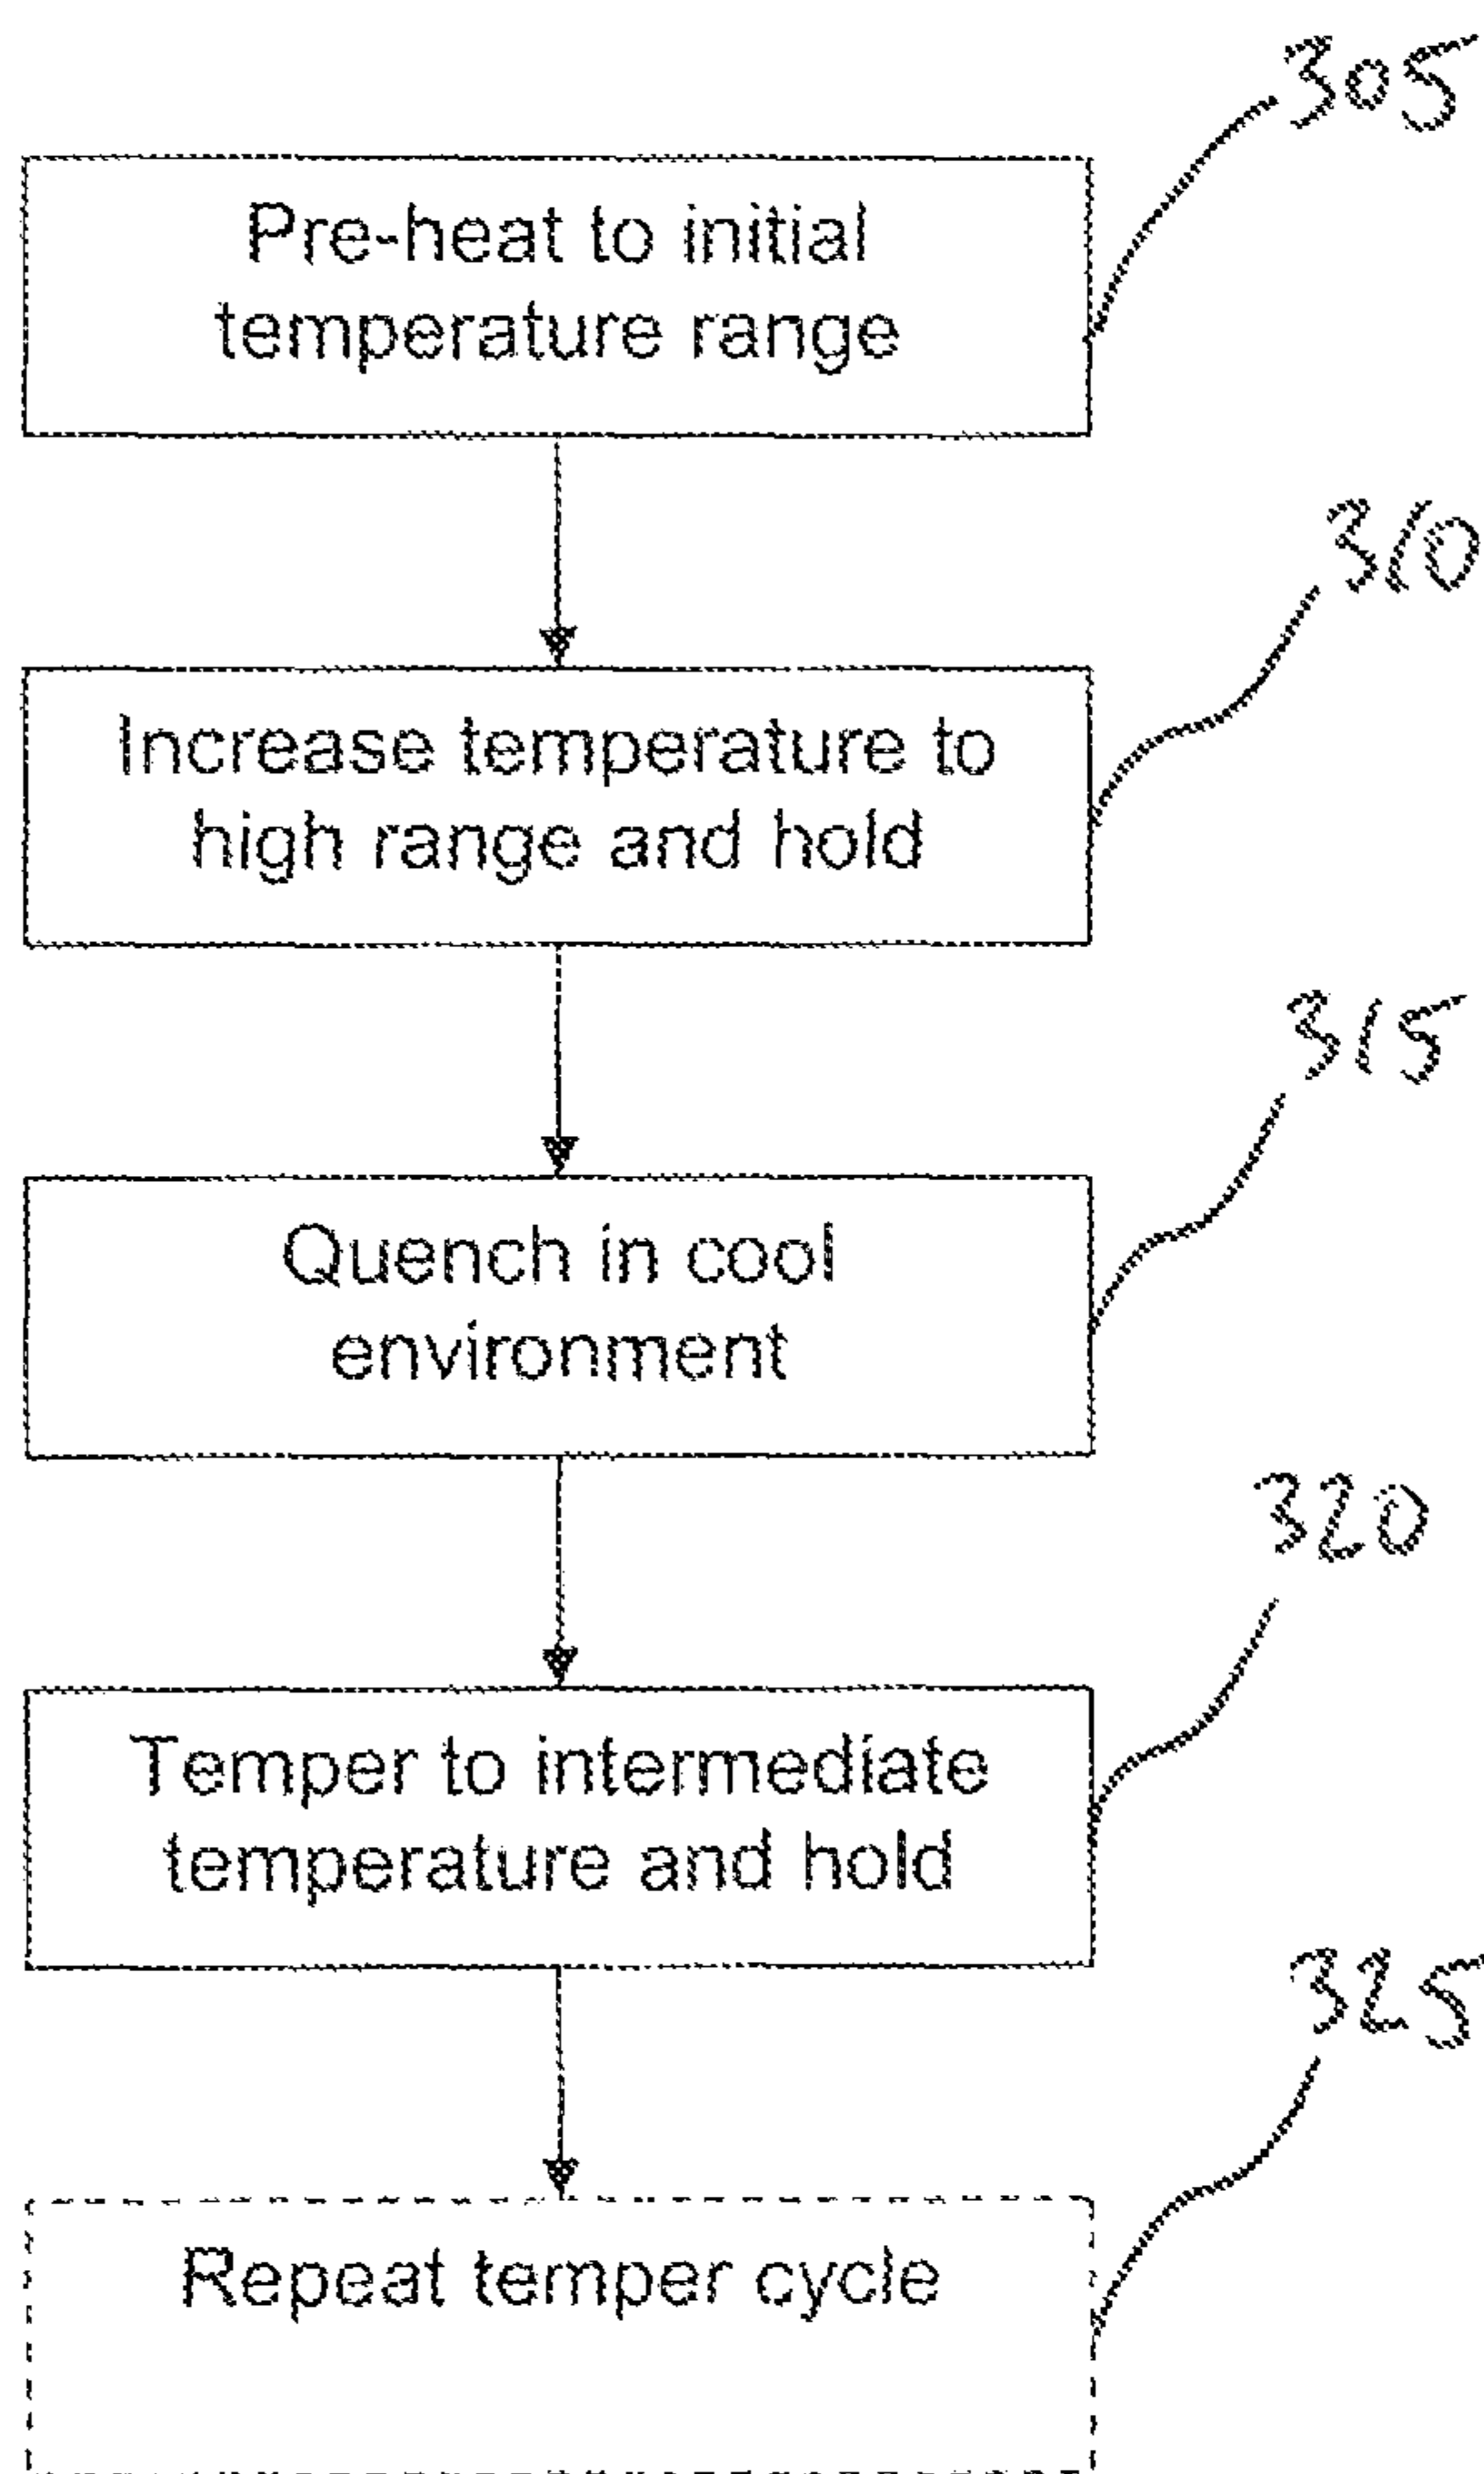 305
Pre-heat to initial
temperature range
310
Increase temperature to
high range and hold
315
Quench in cool
environment
320
Temper to intermediate
temperature and hold
325
Repeat temper cycle